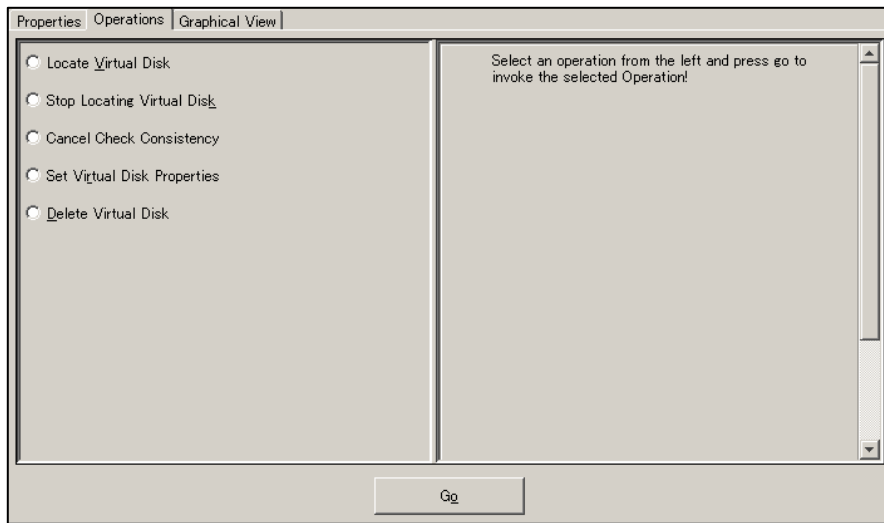 Properties Operations Graphical View
Locate Virtual Disk
Stop Locating Virtual Disk
Cancel Check Consistency
Set Virtual Disk Properties
Delete Virtual Disk
Select an operation from the left and press go to
invoke the selected Operation!
Go